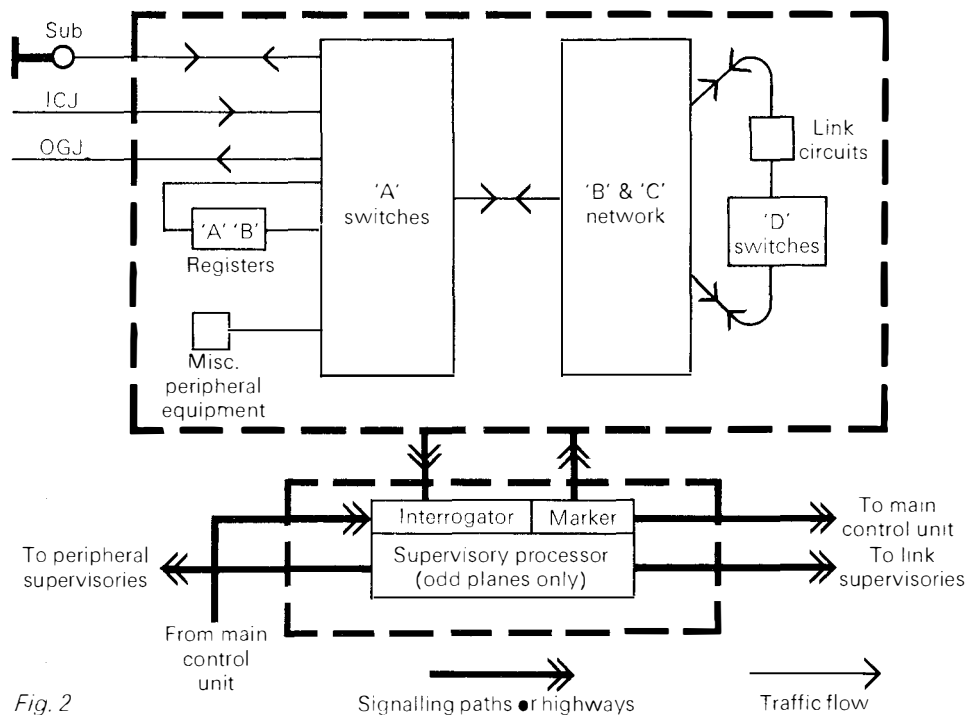 Sub
ICJ
OGJ
'A'
switches
'B' & 'C'
network
Link
circuits
'D'
switches
'A' 'B'
Registers
Misc.
peripheral
equipment
Interrogator
Marker
Supervisory processor
(odd planes only)
To main
control unit
To link
supervisories
To peripheral
supervisories
From main
control
unit
Fig. 2
Signalling paths or highways
Traffic flow